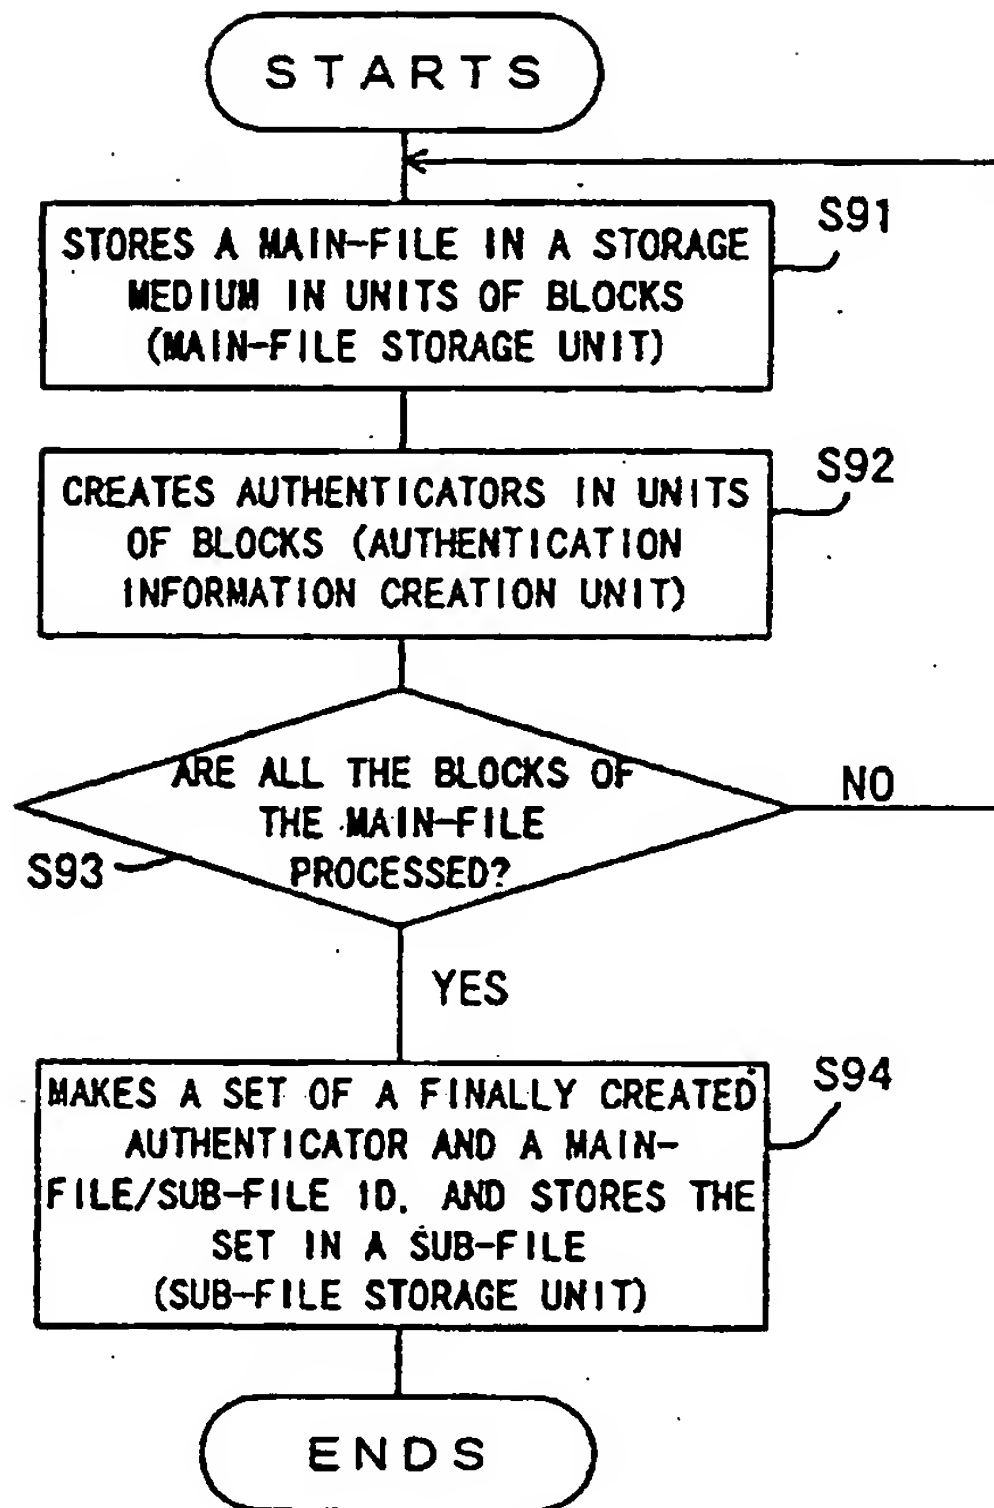 STARTS
S91
STORES A MAIN-FILE IN A STORAGE
MEDIUM IN UNITS OF BLOCKS
(MAIN-FILE STORAGE UNIT)
S92
CREATES AUTHENTICATORS IN UNITS
OF BLOCKS (AUTHENTICATION
INFORMATION CREATION UNIT)
ARE ALL THE BLOCKS OF
THE MAIN-FILE
PROCESSED?
NO
S93
YES
S94
MAKES A SET OF A FINALLY CREATED
AUTHENTICATOR AND A MAIN-
FILE/SUB-FILE ID. AND STORES THE
SET IN A SUB-FILE
(SUB-FILE STORAGE UNIT)
ENDS